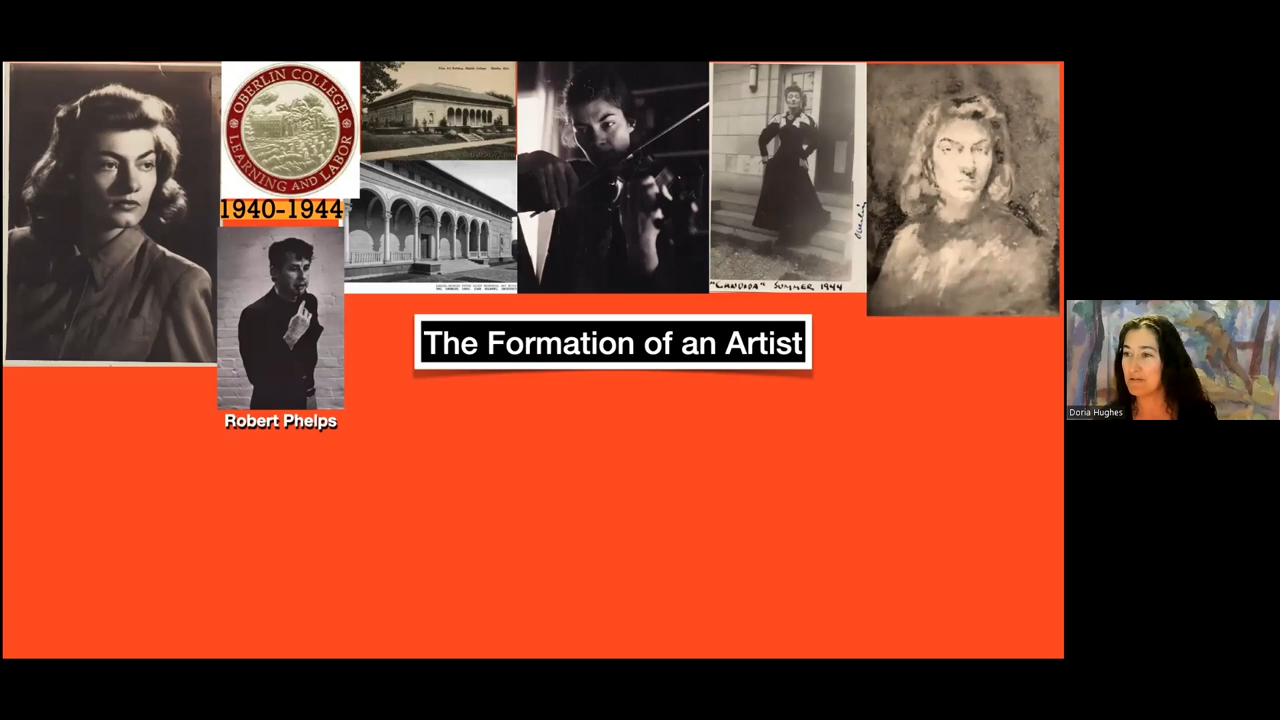 OBERLIN COLLEGE
LEARNING AND LABOR
1940-1944
Robert Phelps
Oberlin
"CANDIDA" SUMMER 1944
The Formation of an Artist
Doria Hughes